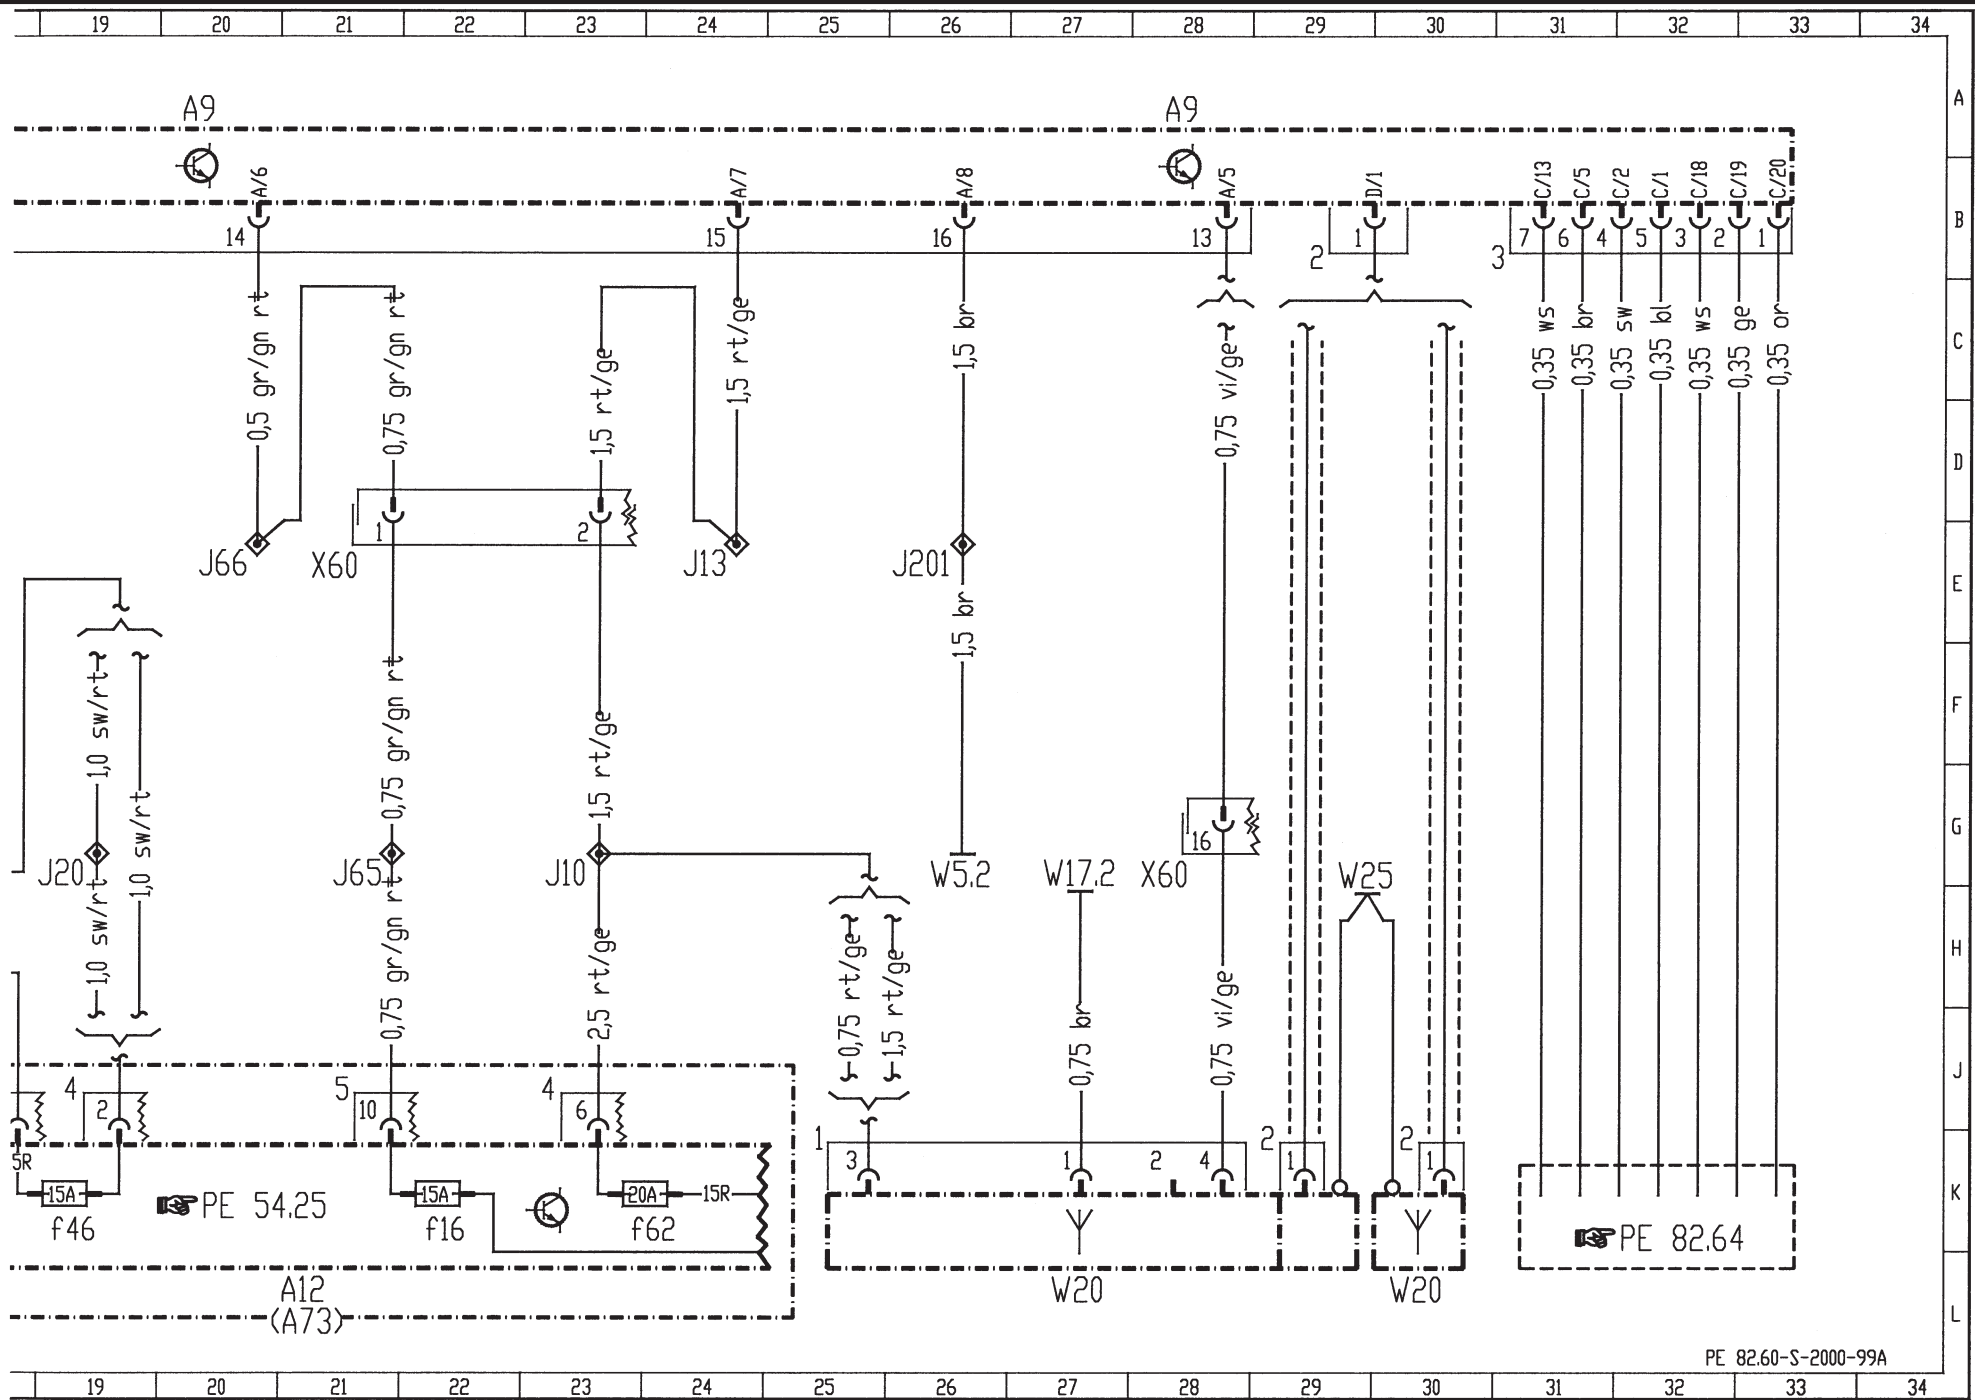 19 20 21 22 23 24 25 26 27 28 29 30 31 32 33 34
A
A9 A9
A/6 A/7 A/8 A/5 D/1 C/13 C/5 C/2 C/1 C/18 C/19 C/20
B
14 15 16 13 2 1 3 7 6 4 5 3 2 1
C
0,5 gr/gn rt
0,75 gr/gn rt
1,5 rt/ge
1,5 rt/ge
1,5 br
0,75 vi/ge
0,35 ws
0,35 br
0,35 sw
0,35 bl
0,35 ws
0,35 ge
0,35 or
D
1 2
J66 X60 J13 J201
E
1,5 br
F
1,0 sw/rt
1,0 sw/rt
0,75 gr/gn rt
1,5 rt/ge
G
16
J20 J65 J10 W5.2 W17.2 X60 W25
H
1,0 sw/rt
0,75 gr/gn rt
2,5 rt/ge
0,75 rt/ge
1,5 rt/ge
0,75 br
0,75 vi/ge
J
4 2 5 10 4 6
1 3 1 2 4 2 1 2 1
K
5R 15A 15A 20A 15R
f46 PE 54.25 f16 f62
PE 82.64
A12 W20 W20
(A73)
L
PE 82.60-S-2000-99A
19 20 21 22 23 24 25 26 27 28 29 30 31 32 33 34